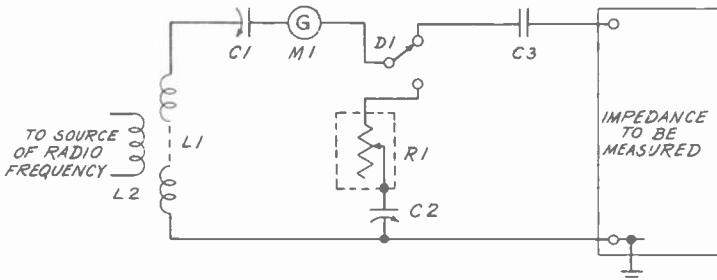 C1
G
M1
D1
C3
TO SOURCE
OF RADIO
FREQUENCY
L2
L1
R1
C2
IMPEDANCE
TO BE
MEASURED